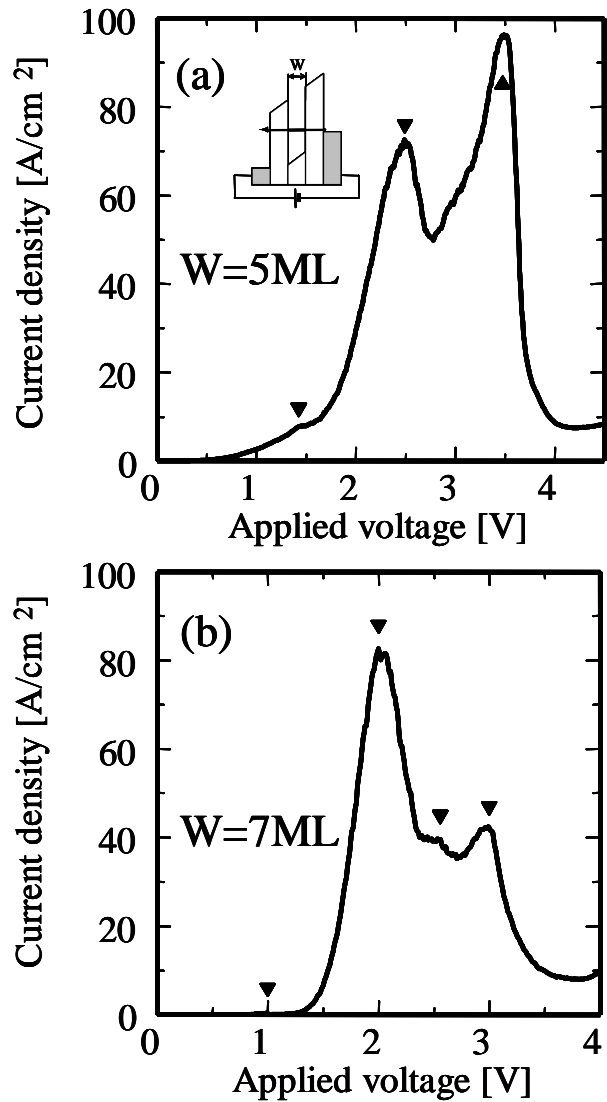 100
(a)
W
80
60
W=5ML
40
20
0
0 1 2 3 4
Applied voltage [V]
Current density [A/cm 2]
100
(b)
80
60
W=7ML
40
20
0
0 1 2 3 4
Applied voltage [V]
Current density [A/cm 2]